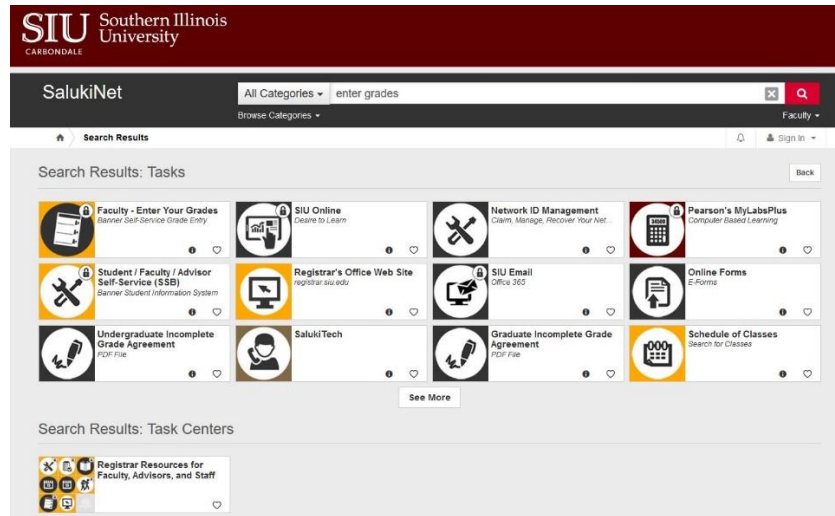 SIU Southern Illinois
University
CARBONDALE
SalukiNet
All Categories
enter grades
Browse Categories
Faculty
Search Results
Sign In
Search Results: Tasks
Back
Faculty - Enter Your Grades
Banner Self-Service Grade Entry
SIU Online
Desire to Learn
Network ID Management
Claim, Manage, Recover Your Net...
Pearson's MyLabsPlus
Computer Based Learning
Student / Faculty / Advisor
Self-Service (SSB)
Banner Student Information System
Registrar's Office Web Site
registrar.siu.edu
SIU Email
Office 365
Online Forms
E-Forms
Undergraduate Incomplete
Grade Agreement
PDF File
SalukiTech
Graduate Incomplete Grade
Agreement
PDF File
Schedule of Classes
Search for Classes
See More
Search Results: Task Centers
Registrar Resources for
Faculty, Advisors, and Staff